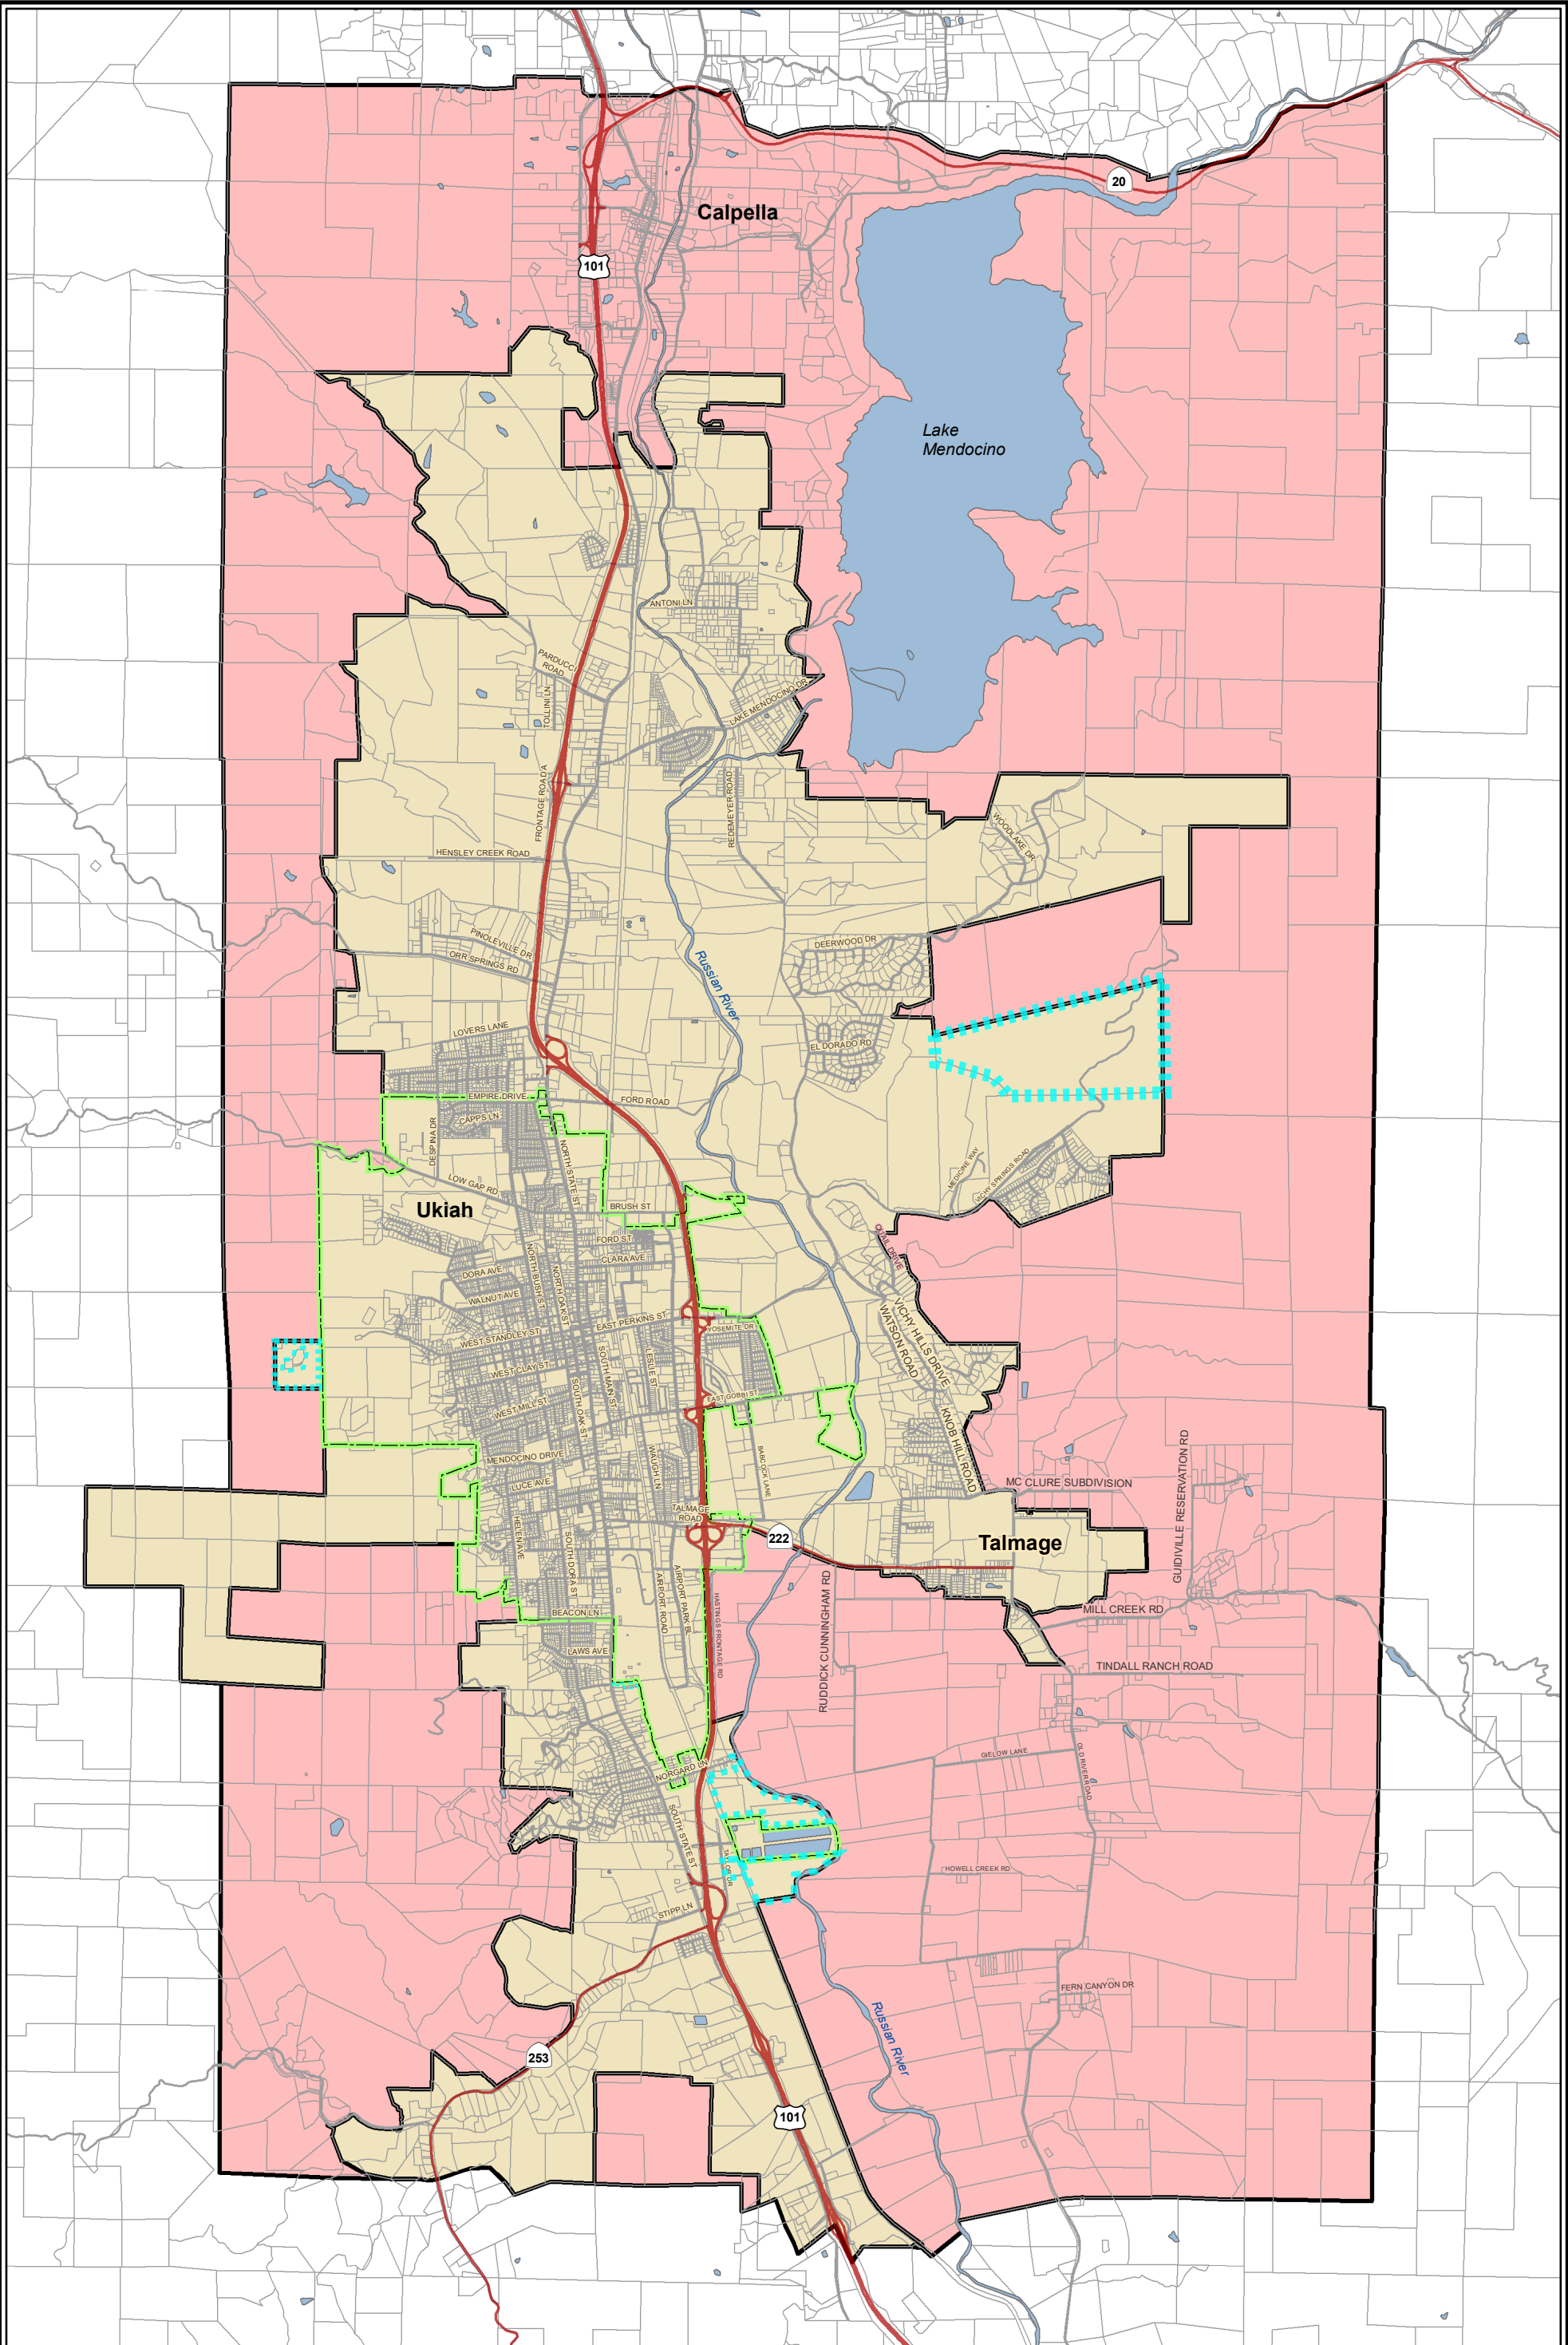 20
Calpella
101
Lake
Mendocino
ANTONI LN
PARDUCCI
ROAD
TOLLINI LN
LAKE MENDOCINO DR
FRONTAGE ROAD A
REDEMEYER ROAD
WOODLAKE DR
HENSLEY CREEK ROAD
PINOLEVILLE DR
ORR SPRINGS RD
DEERWOOD DR
Russian River
LOVERS LANE
EL DORADO RD
EMPIRE DRIVE
FORD ROAD
CAPPS LN
DESPINA DR
NORTH STATE ST
MEDICINE WAY
VICHY SPRINGS ROAD
LOW GAP RD
Ukiah
BRUSH ST
QUAIL DRIVE
FORD ST
CLARA AVE
NORTH BUSH ST
NORTH OAK ST
DORA AVE
WALNUT AVE
VICHY HILLS DRIVE
WATSON ROAD
EAST PERKINS ST
YOSEMITE DR
WEST STANDLEY ST
SOUTH MAIN ST
LESLIE ST
WEST CLAY ST
SOUTH OAK ST
EAST GOBBI ST
WEST MILL ST
KNOB HILL ROAD
MENDOCINO DRIVE
WAUGH LN
BABCOCK LANE
GUIDIVILLE RESERVATION RD
LUCE AVE
MC CLURE SUBDIVISION
TALMAGE
ROAD
HELEN AVE
222
Talmage
SOUTH DORA ST
AIRPORT ROAD
AIRPORT PARK BL
HASTINGS FRONTAGE RD
RUDDICK CUNNINGHAM RD
BEACON LN
MILL CREEK RD
LAWS AVE
TINDALL RANCH ROAD
GIELOW LANE
OLD RIVER ROAD
NORGARD LN
SOUTH STATE ST
TAYLOR DR
HOWELL CREEK RD
STIPP LN
FERN CANYON DR
Russian River
253
101